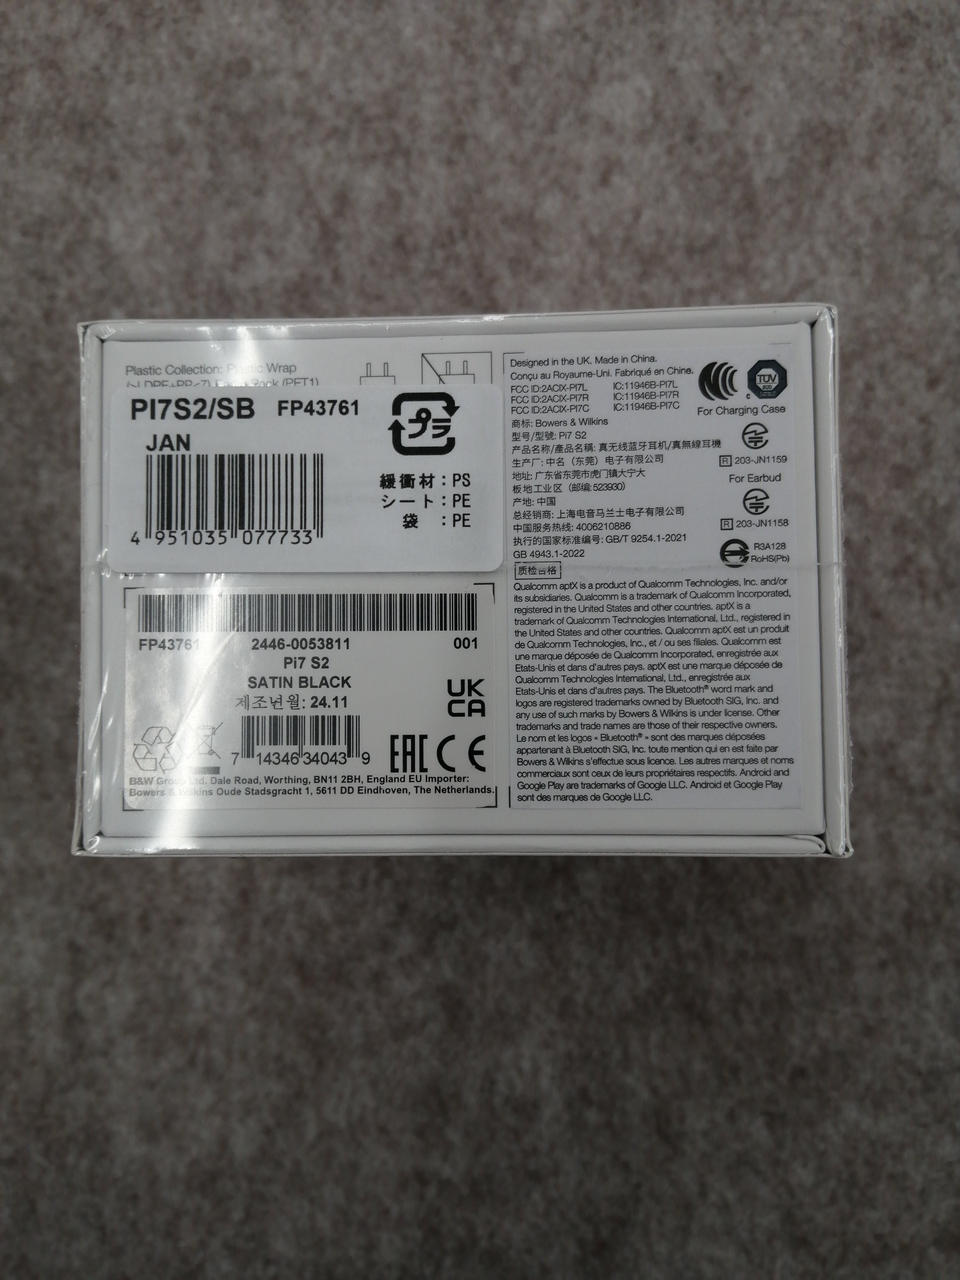 Plastic Collection: Plastic Wrap
PI7S2/SB FP43761
JAN
4 951035 077733
プラ
緩衝材：PS
シート：PE
袋：PE
FP43761 2446-0053811 001
Pi7 S2
SATIN BLACK
제조년월: 24.11
UK
CA
7 14346 34043 9
EAC CE
B&W Group Ltd. Dale Road, Worthing, BN11 2BH, England EU Importer:
Bowers & Wilkins Oude Stadsgracht 1, 5611 DD Eindhoven, The Netherlands.
Designed in the UK. Made in China.
Conçu au Royaume-Uni. Fabriqué en China.
FCC ID:2ACIX-PI7L IC:11946B-PI7L
FCC ID:2ACIX-PI7R IC:11946B-PI7R
FCC ID:2ACIX-PI7C IC:11946B-PI7C
TÜV
For Charging Case
商标: Bowers & Wilkins
型号/型號: Pi7 S2
产品名称/產品名稱: 真无线蓝牙耳机/真無線耳機
生产厂: 中名（东莞）电子有限公司
地址: 广东省东莞市虎门镇大宁大
板地工业区（邮编:523930）
产地: 中国
总经销商: 上海电音马兰士电子有限公司
中国服务热线: 4006210886
执行的国家标准编号: GB/T 9254.1-2021
GB 4943.1-2022
质检合格
R 203-JN1159
For Earbud
R 203-JN1158
R3A128
RoHS(Pb)
Qualcomm aptX is a product of Qualcomm Technologies, Inc. and/or
its subsidiaries. Qualcomm is a trademark of Qualcomm Incorporated,
registered in the United States and other countries. aptX is a
trademark of Qualcomm Technologies International, Ltd., registered in
the United States and other countries. Qualcomm aptX est un produit
de Qualcomm Technologies, Inc., et / ou ses filiales. Qualcomm est
une marque déposée de Qualcomm Incorporated, enregistrée aux
Etats-Unis et dans d'autres pays. aptX est une marque déposée de
Qualcomm Technologies International, Ltd., enregistrée aux
Etats-Unis et dans d'autres pays. The Bluetooth® word mark and
logos are registered trademarks owned by Bluetooth SIG, Inc. and
any use of such marks by Bowers & Wilkins is under license. Other
trademarks and trade names are those of their respective owners.
Le nom et les logos « Bluetooth® » sont des marques déposées
appartenant à Bluetooth SIG, Inc. toute mention qui en est faite par
Bowers & Wilkins s'effectue sous licence. Les autres marques et noms
commerciaux sont ceux de leurs propriétaires respectifs. Android and
Google Play are trademarks of Google LLC. Android et Google Play
sont des marques de Google LLC.